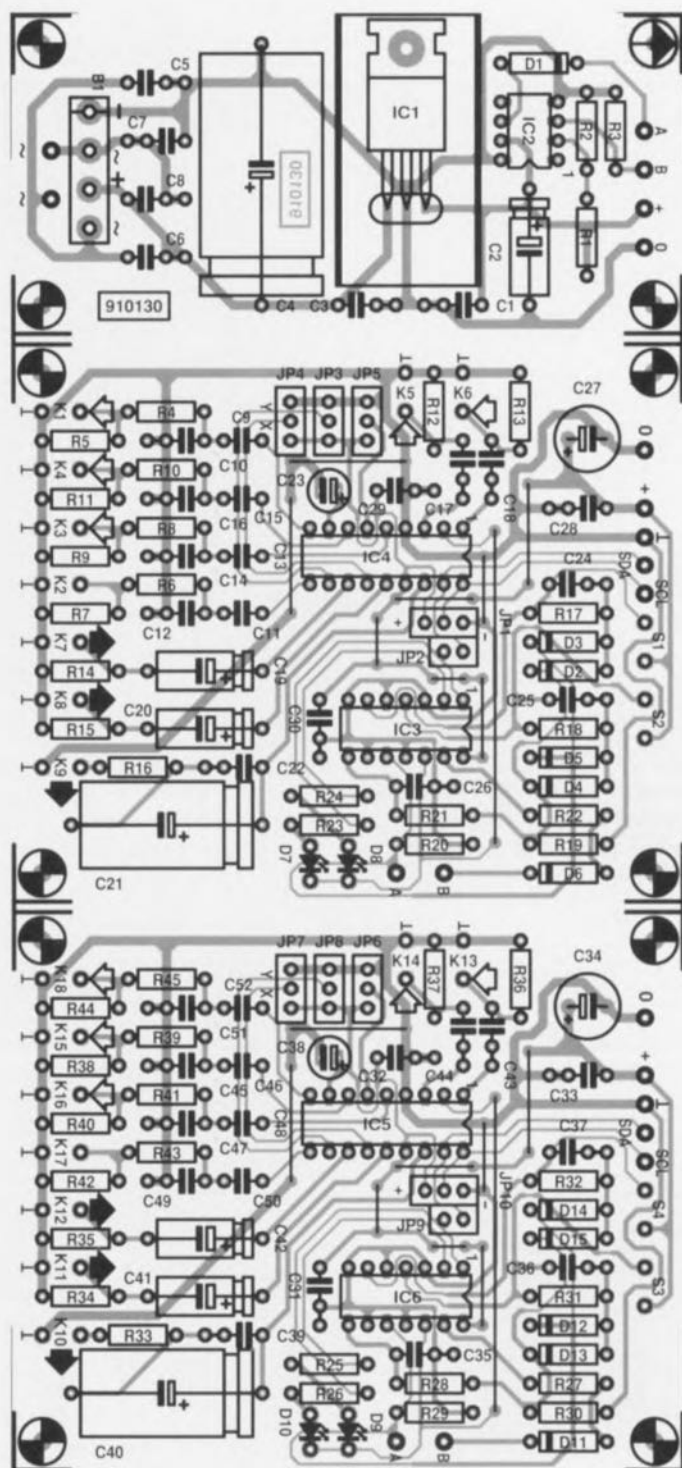 C5
B1
C7
~
~
+
~
~
C8
C6
910130
+
910130
C4
C3
IC1
D1
IC2
R2
R3
A
B
+
0
1
C2
+
R1
C1
JP4
JP3
JP5
T
T
K5
K6
R12
R13
C27
0
K1
R4
C9
Y
X
R5
K4
R10
C10
C23
R11
C15
C29
C17
C18
C28
+
K3
R8
C16
1
R9
C13
IC4
SDA
K2
R6
C14
C24
SCL
R7
C12
C11
R17
K7
JP1
D3
S1
R14
C19
JP2
D2
K8
C25
S2
R15
C20
C30
IC3
R18
K9
R16
C22
D5
R24
C26
D4
R23
R21
R22
C21
D7
D8
R20
R19
A
B
D6
JP7
JP8
JP6
T
T
K14
K13
R37
R36
C34
0
K18
R45
C52
Y
X
R44
K15
R39
C51
C38
R38
C46
C32
C44
C43
C33
+
K16
R41
C45
1
R40
C48
IC5
SDA
K17
R43
C47
C37
SCL
R42
C49
C50
R32
K12
JP10
D14
S4
R35
C42
JP9
D15
K11
C36
S3
R34
C41
C31
IC6
R31
K10
R33
C39
D12
R25
C35
D13
R26
R28
R27
C40
D10
D9
R29
R30
A
B
D11